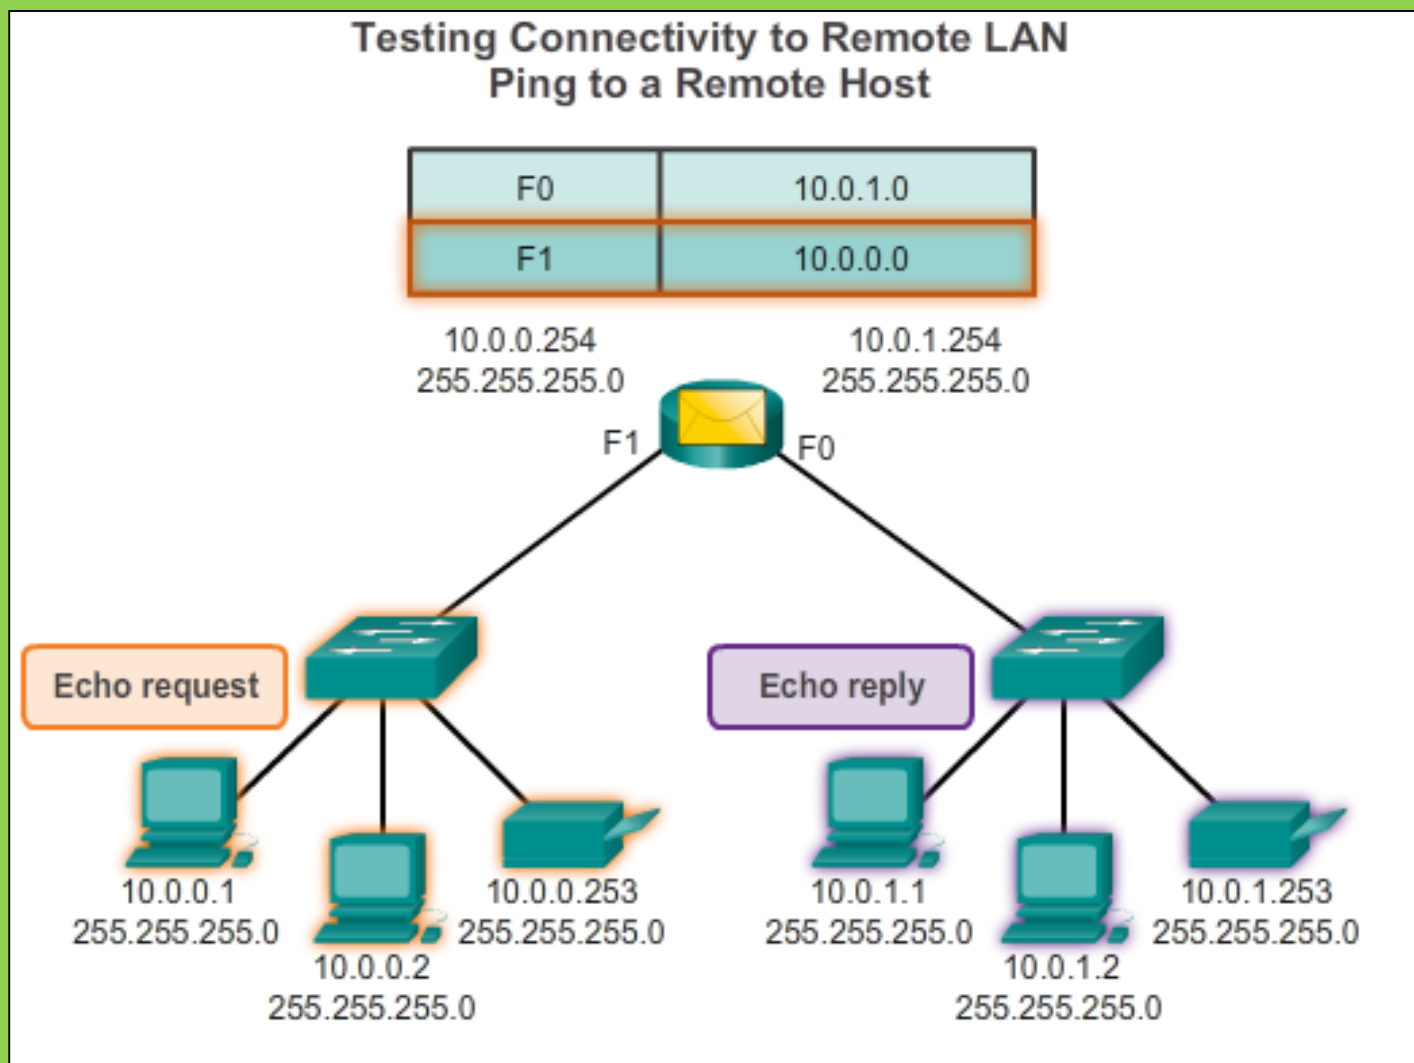 Testing Connectivity to Remote LAN
Ping to a Remote Host
F0 10.0.1.0
F1 10.0.0.0
10.0.0.254
255.255.255.0
10.0.1.254
255.255.255.0
F1
F0
Echo request
Echo reply
10.0.0.1
255.255.255.0
10.0.0.2
255.255.255.0
10.0.0.253
255.255.255.0
10.0.1.1
255.255.255.0
10.0.1.2
255.255.255.0
10.0.1.253
255.255.255.0